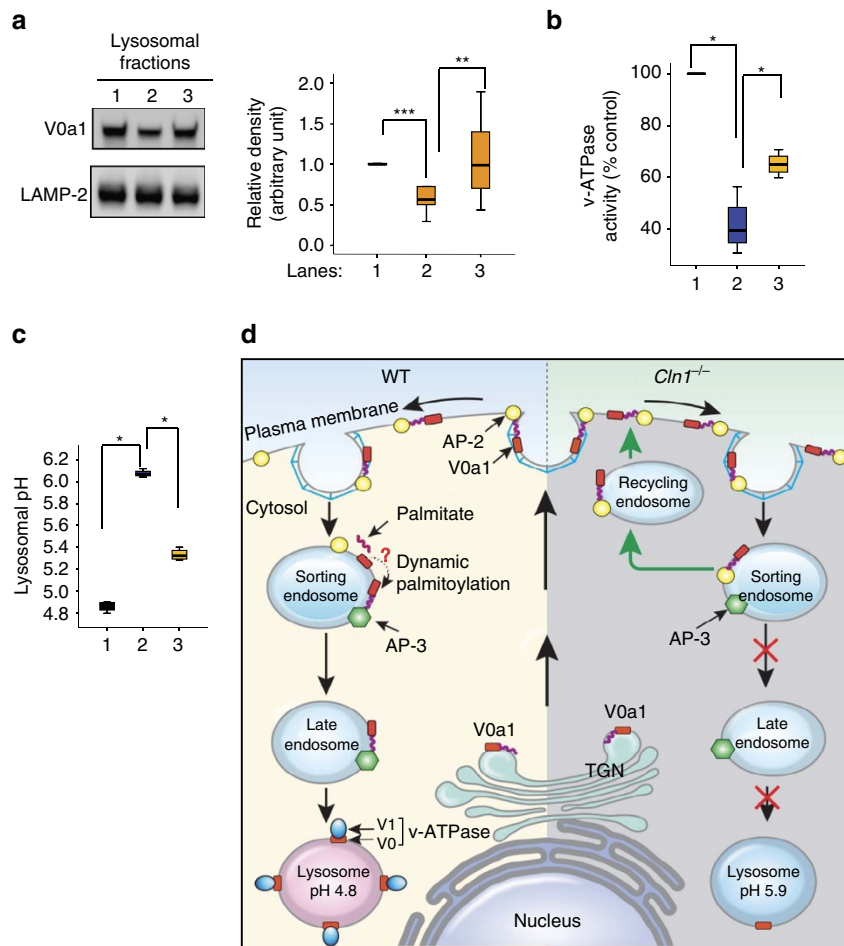 a
Lysosomal
fractions
1 2 3
V0a1
LAMP-2
Relative density
(arbitrary unit)
2.0
1.5
1.0
0.5
0.0
***
**
Lanes: 1 2 3
b
v-ATPase
activity (% control)
100
80
60
40
*
*
1 2 3
c
Lysosomal pH
6.2
6.0
5.8
5.6
5.4
5.2
5.0
4.8
*
*
1 2 3
d
WT
Cln1–/–
Plasma membrane
AP-2
V0a1
Cytosol
Palmitate
?
Dynamic
palmitoylation
Sorting
endosome
AP-3
Late
endosome
V1
V0
v-ATPase
Lysosome
pH 4.8
V0a1
V0a1
TGN
Nucleus
Recycling
endosome
Sorting
endosome
AP-3
Late
endosome
Lysosome
pH 5.9